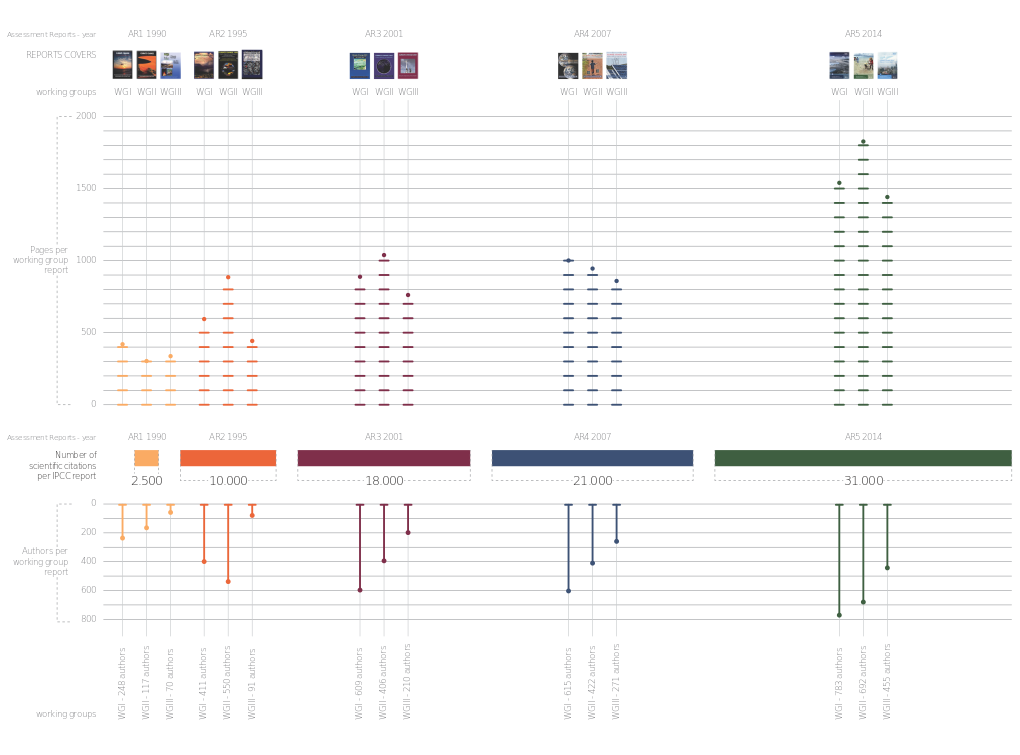 Assessment Reports - year
AR1 1990
AR2 1995
AR3 2001
AR4 2007
AR5 2014
REPORTS COVERS
working groups
WGI WGII WGIII
WGI WGII WGIII
WGI WGII WGIII
WGI WGII WGIII
WGI WGII WGIII
2000
1500
Pages per
working group
report
1000
500
0
Assessment Reports - year
AR1 1990
AR2 1995
AR3 2001
AR4 2007
AR5 2014
Number of
scientific citations
per IPCC report
2.500
10.000
18.000
21.000
31.000
0
200
Authors per
working group
report
400
600
800
WGI - 248 authors
WGII - 117 authors
WGIII - 70 authors
WGI - 411 authors
WGII - 550 authors
WGIII - 91 authors
WGI - 609 authors
WGII - 406 authors
WGIII - 210 authors
WGI - 615 authors
WGII - 422 authors
WGIII - 271 authors
WGI - 783 authors
WGII - 692 authors
WGIII - 455 authors
working groups